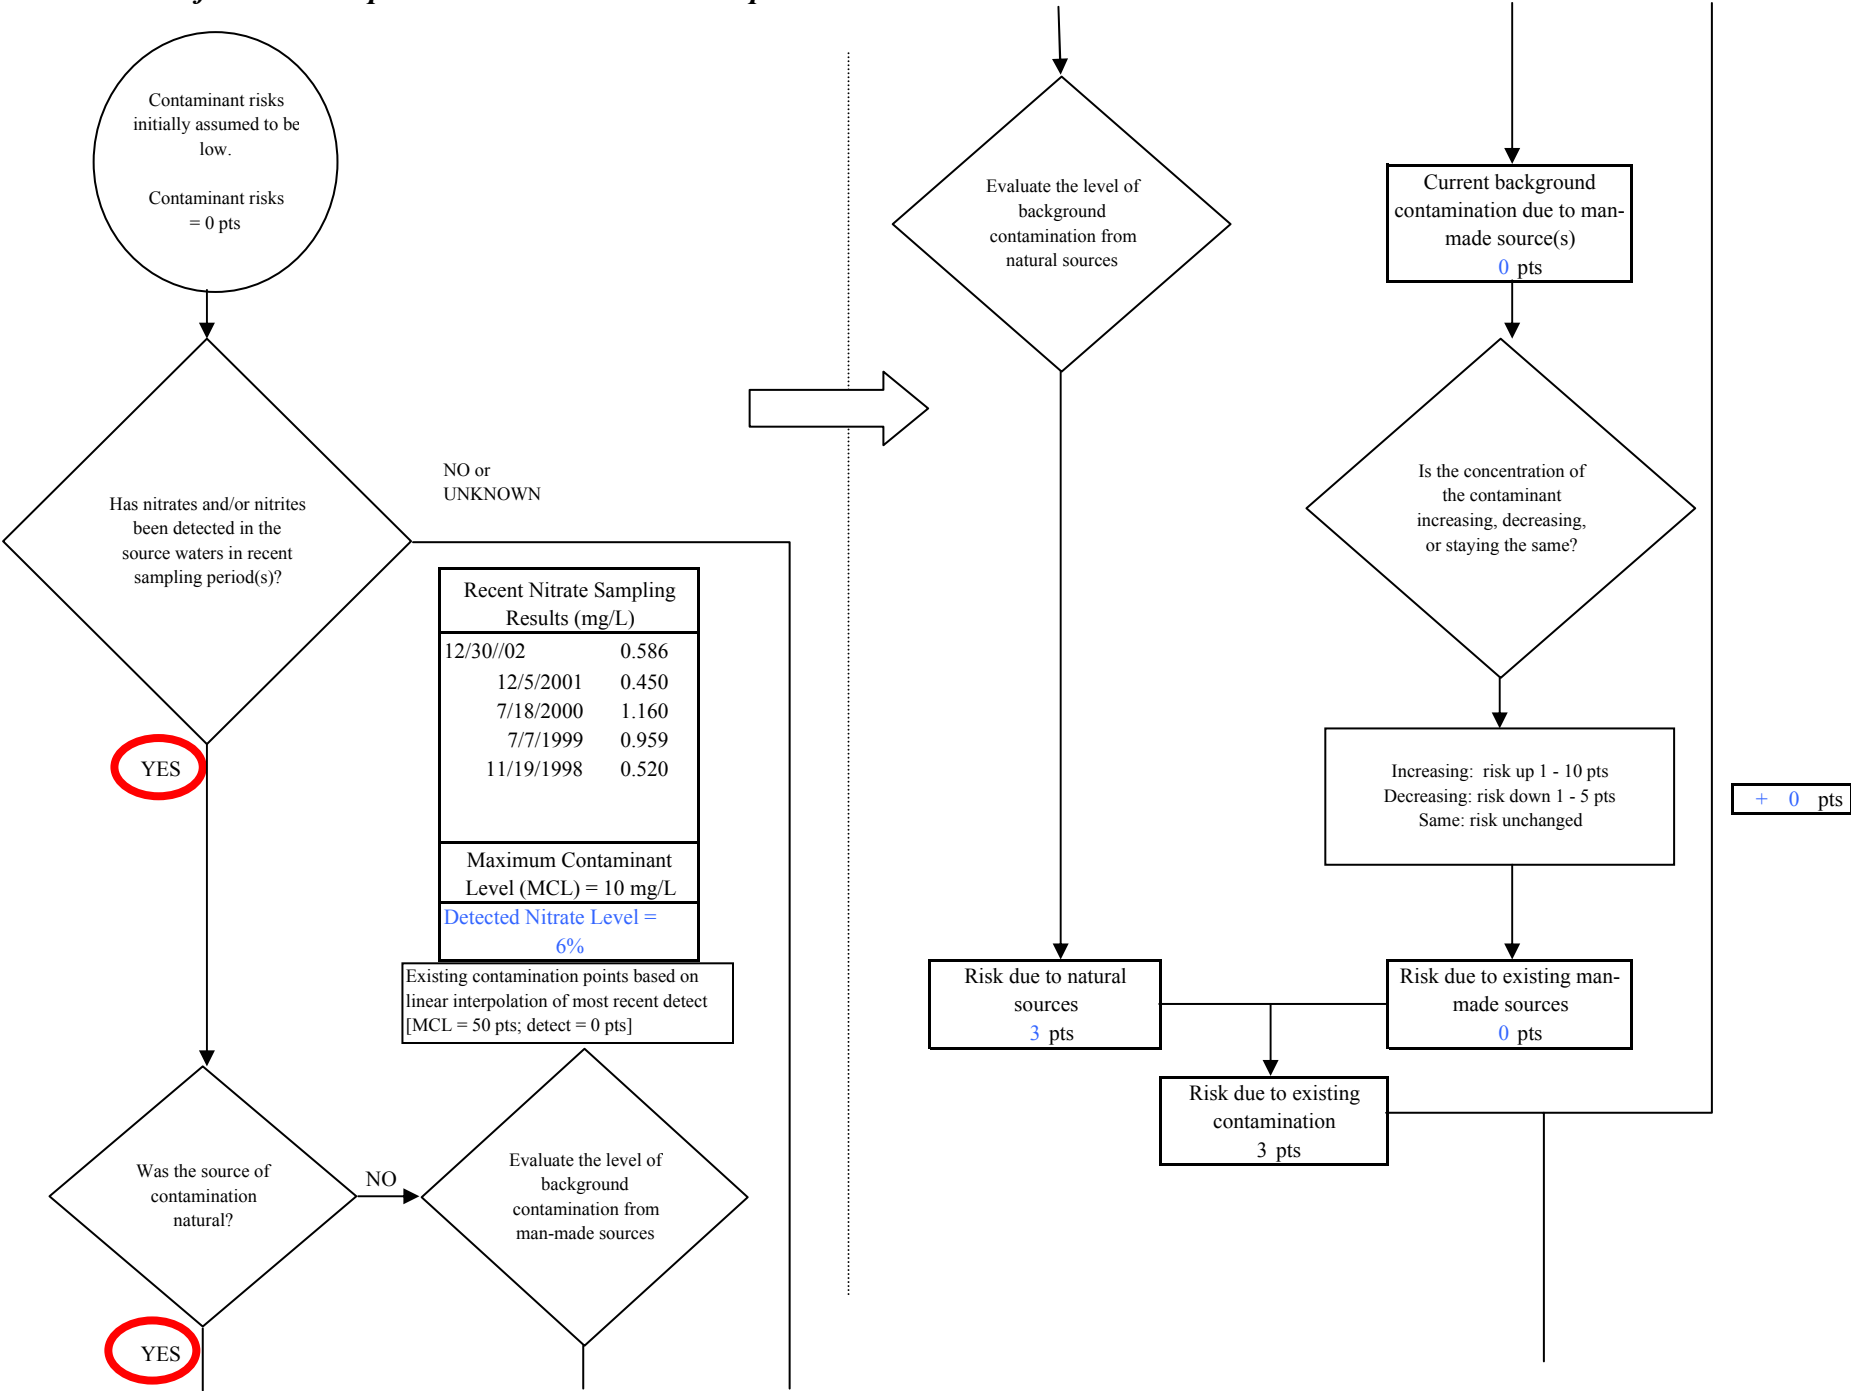 Contaminant risks
initially assumed to be
low.
Contaminant risks
= 0 pts
Has nitrates and/or nitrites
been detected in the
source waters in recent
sampling period(s)?
NO or
UNKNOWN
YES
Recent Nitrate Sampling
Results (mg/L)
12/30//02 0.586
12/5/2001 0.450
7/18/2000 1.160
7/7/1999 0.959
11/19/1998 0.520
Maximum Contaminant
Level (MCL) = 10 mg/L
Detected Nitrate Level =
6%
Existing contamination points based on
linear interpolation of most recent detect
[MCL = 50 pts; detect = 0 pts]
Was the source of
contamination
natural?
NO
YES
Evaluate the level of
background
contamination from
man-made sources
Evaluate the level of
background
contamination from
natural sources
Current background
contamination due to man-
made source(s)
0 pts
Is the concentration of
the contaminant
increasing, decreasing,
or staying the same?
Increasing: risk up 1 - 10 pts
Decreasing: risk down 1 - 5 pts
Same: risk unchanged
+ 0 pts
Risk due to natural
sources
3 pts
Risk due to existing man-
made sources
0 pts
Risk due to existing
contamination
3 pts